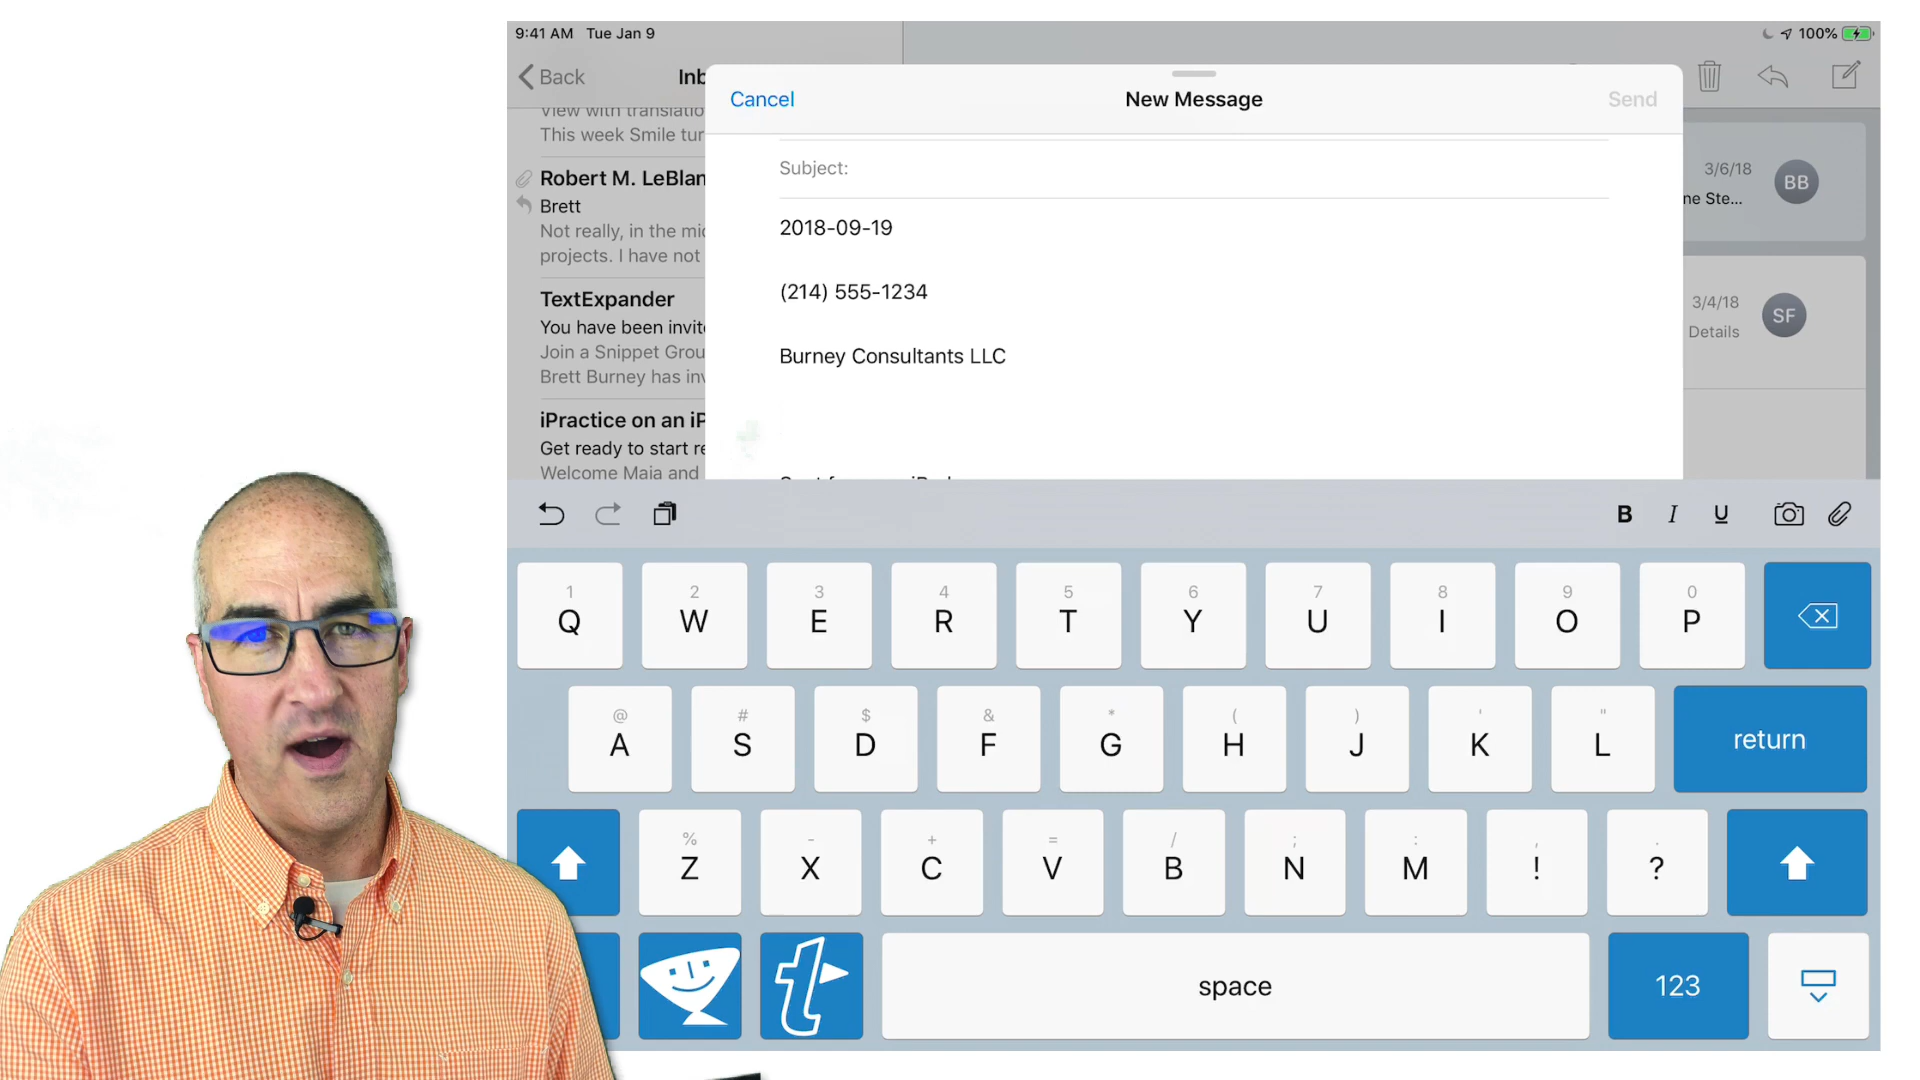 9:41 AM Tue Jan 9
100%
Back
Inb
Cancel
New Message
Send
View with translatio
This week Smile tur
Subject:
Robert M. LeBlan
Brett
Not really, in the mi
projects. I have not
3/6/18
BB
ne Ste...
2018-09-19
(214) 555-1234
TextExpander
You have been invit
Join a Snippet Grou
Brett Burney has inv
3/4/18
SF
Details
Burney Consultants LLC
iPractice on an iP
Get ready to start re
Welcome Maia and
B I U
1 2 3 4 5 6 7 8 9 0
Q W E R T Y U I O P
@ # $ & * ( ) ' "
A S D F G H J K L
return
% - + = / ; : , .
Z X C V B N M ! ?
t
space
123